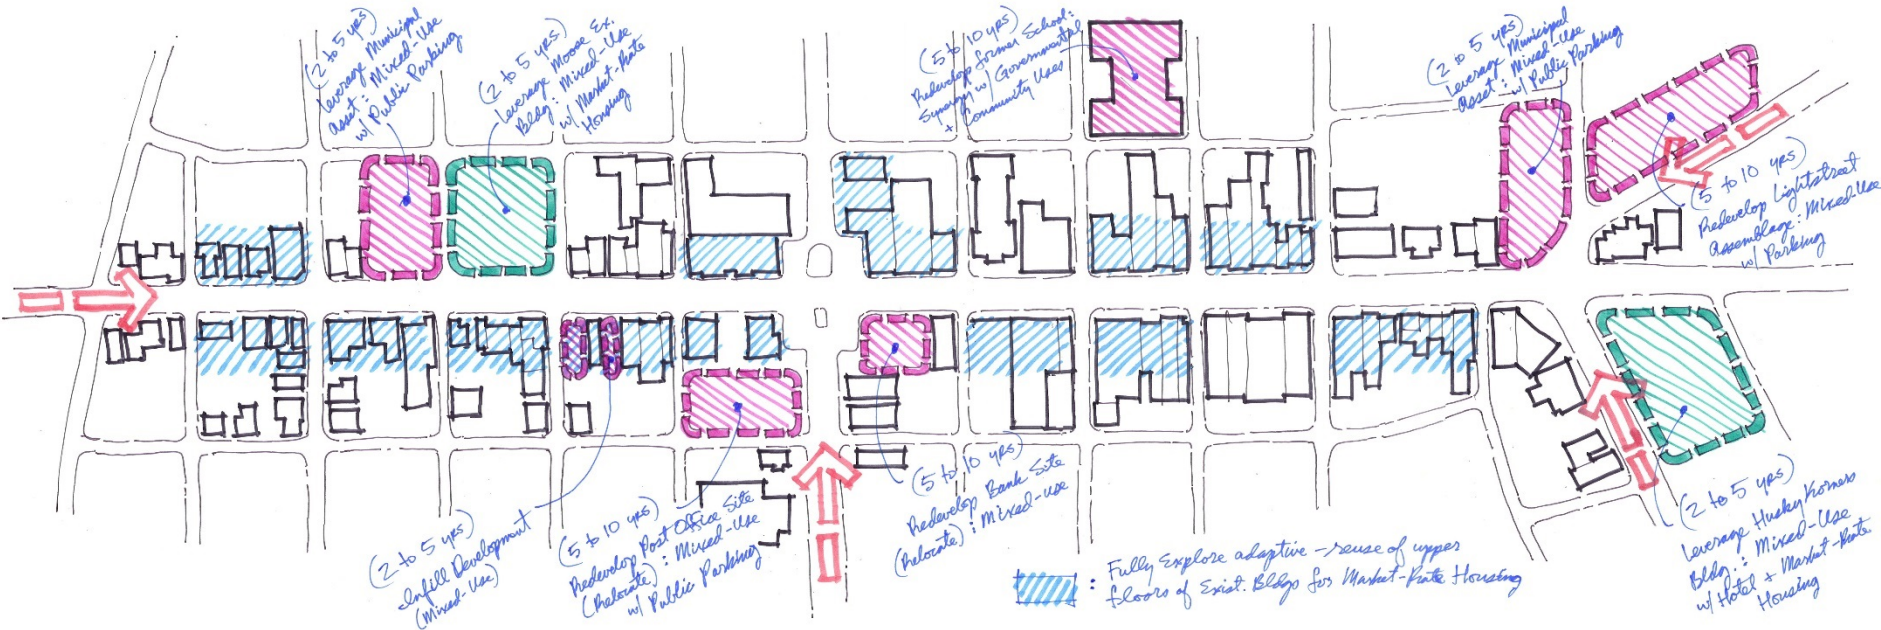 (2 to 5 yrs)
Leverage Municipal
Asset: Mixed-Use
w/ Public Parking
(2 to 5 yrs)
Leverage Moose Ex.
Bldg: Mixed-Use
w/ Market-Rate
Housing
(5 to 10 yrs)
Redevelop former School:
Synergy w/ Governmental
+ Community Uses
(2 to 5 yrs)
Leverage Municipal
Asset: Mixed-Use
w/ Public Parking
(5 to 10 yrs)
Redevelop Lightstreet
Assemblage: Mixed-Use
w/ Parking
(2 to 5 yrs)
Infill Development
(Mixed-Use)
(5 to 10 yrs)
Redevelop Post Office Site
(Relocate): Mixed-Use
w/ Public Parking
(5 to 10 yrs)
Redevelop Bank Site
(Relocate): Mixed-Use
: Fully Explore adaptive-reuse of upper
floors of Exist. Bldgs for Market-Rate Housing
(2 to 5 yrs)
Leverage Husky Korners
Bldg.: Mixed-Use
w/ Hotel + Market-Rate
Housing